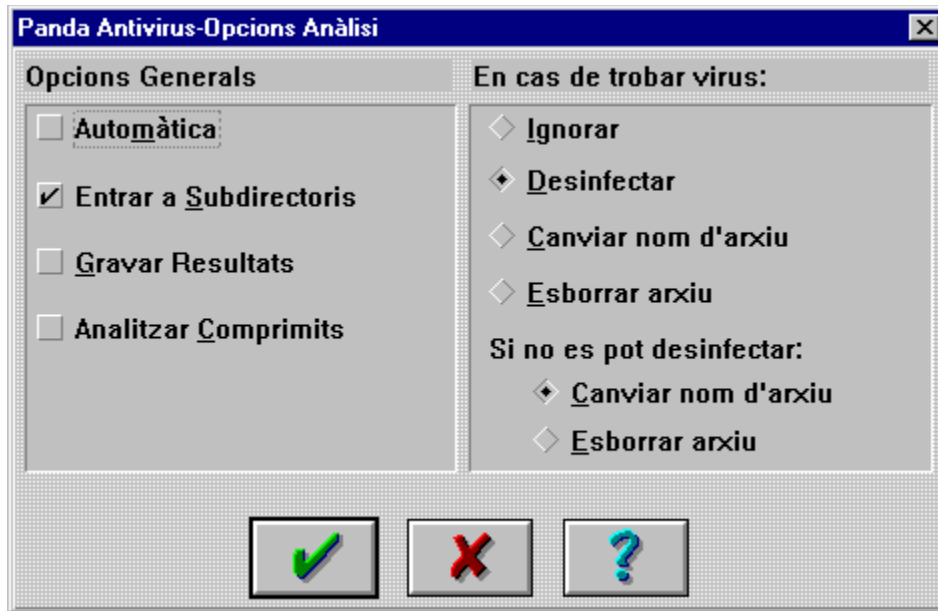 Panda Antivirus-Opcions Anàlisi
Opcions Generals
Automàtica
Entrar a Subdirectoris
Gravar Resultats
Analitzar Comprimits
En cas de trobar virus:
Ignorar
Desinfectar
Canviar nom d'arxiu
Esborrar arxiu
Si no es pot desinfectar:
Canviar nom d'arxiu
Esborrar arxiu
?